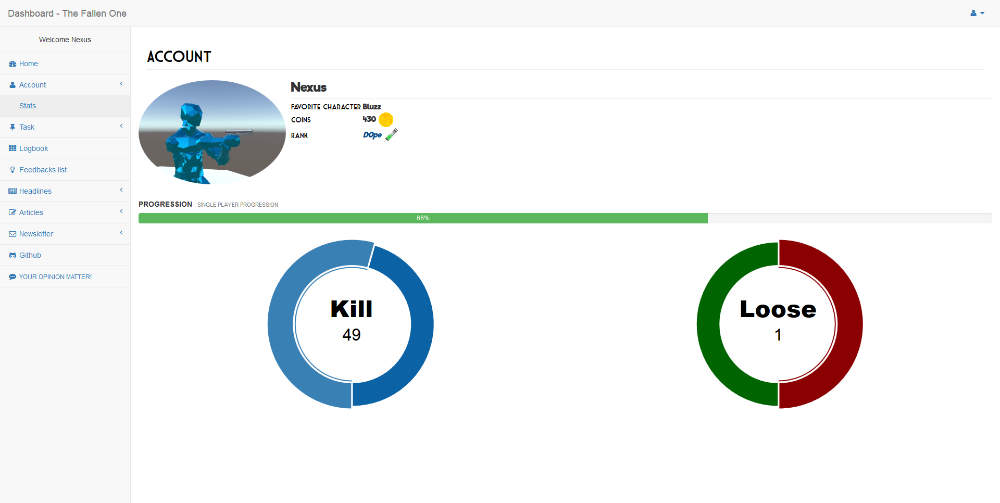 Dashboard - The Fallen One
Welcome Nexus
Home
Account
Stats
Task
Logbook
Feedbacks list
Headlines
Articles
Newsletter
Github
YOUR OPINION MATTER!
ACCOUNT
Nexus
FAVORITE CHARACTER Bluzz
COINS 430
RANK DOpe
PROGRESSION : SINGLE PLAYER PROGRESSION
66%
Kill
49
Loose
1